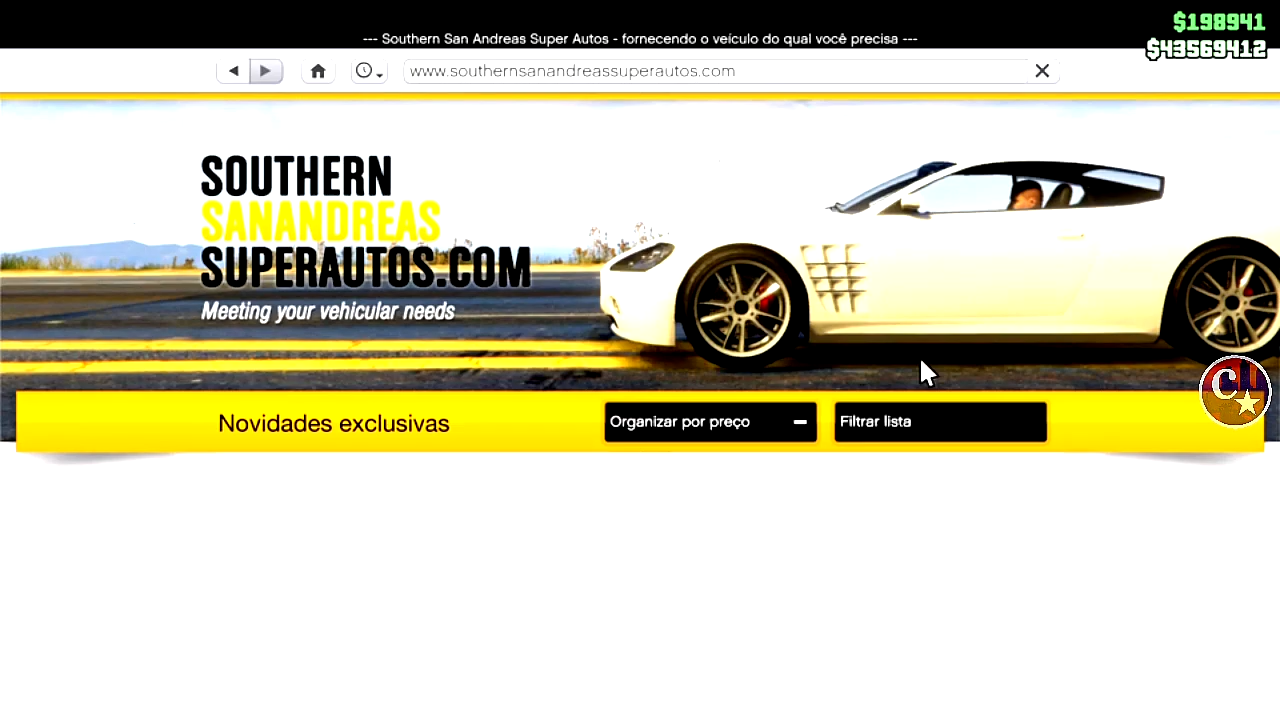 $198941
--- Southern San Andreas Super Autos - fornecendo o veículo do qual você precisa ---
$43569412
www.southernsanandreassuperautos.com
SOUTHERN
SANANDREAS
SUPERAUTOS.COM
Meeting your vehicular needs
CU
Novidades exclusivas
Organizar por preço
Filtrar lista